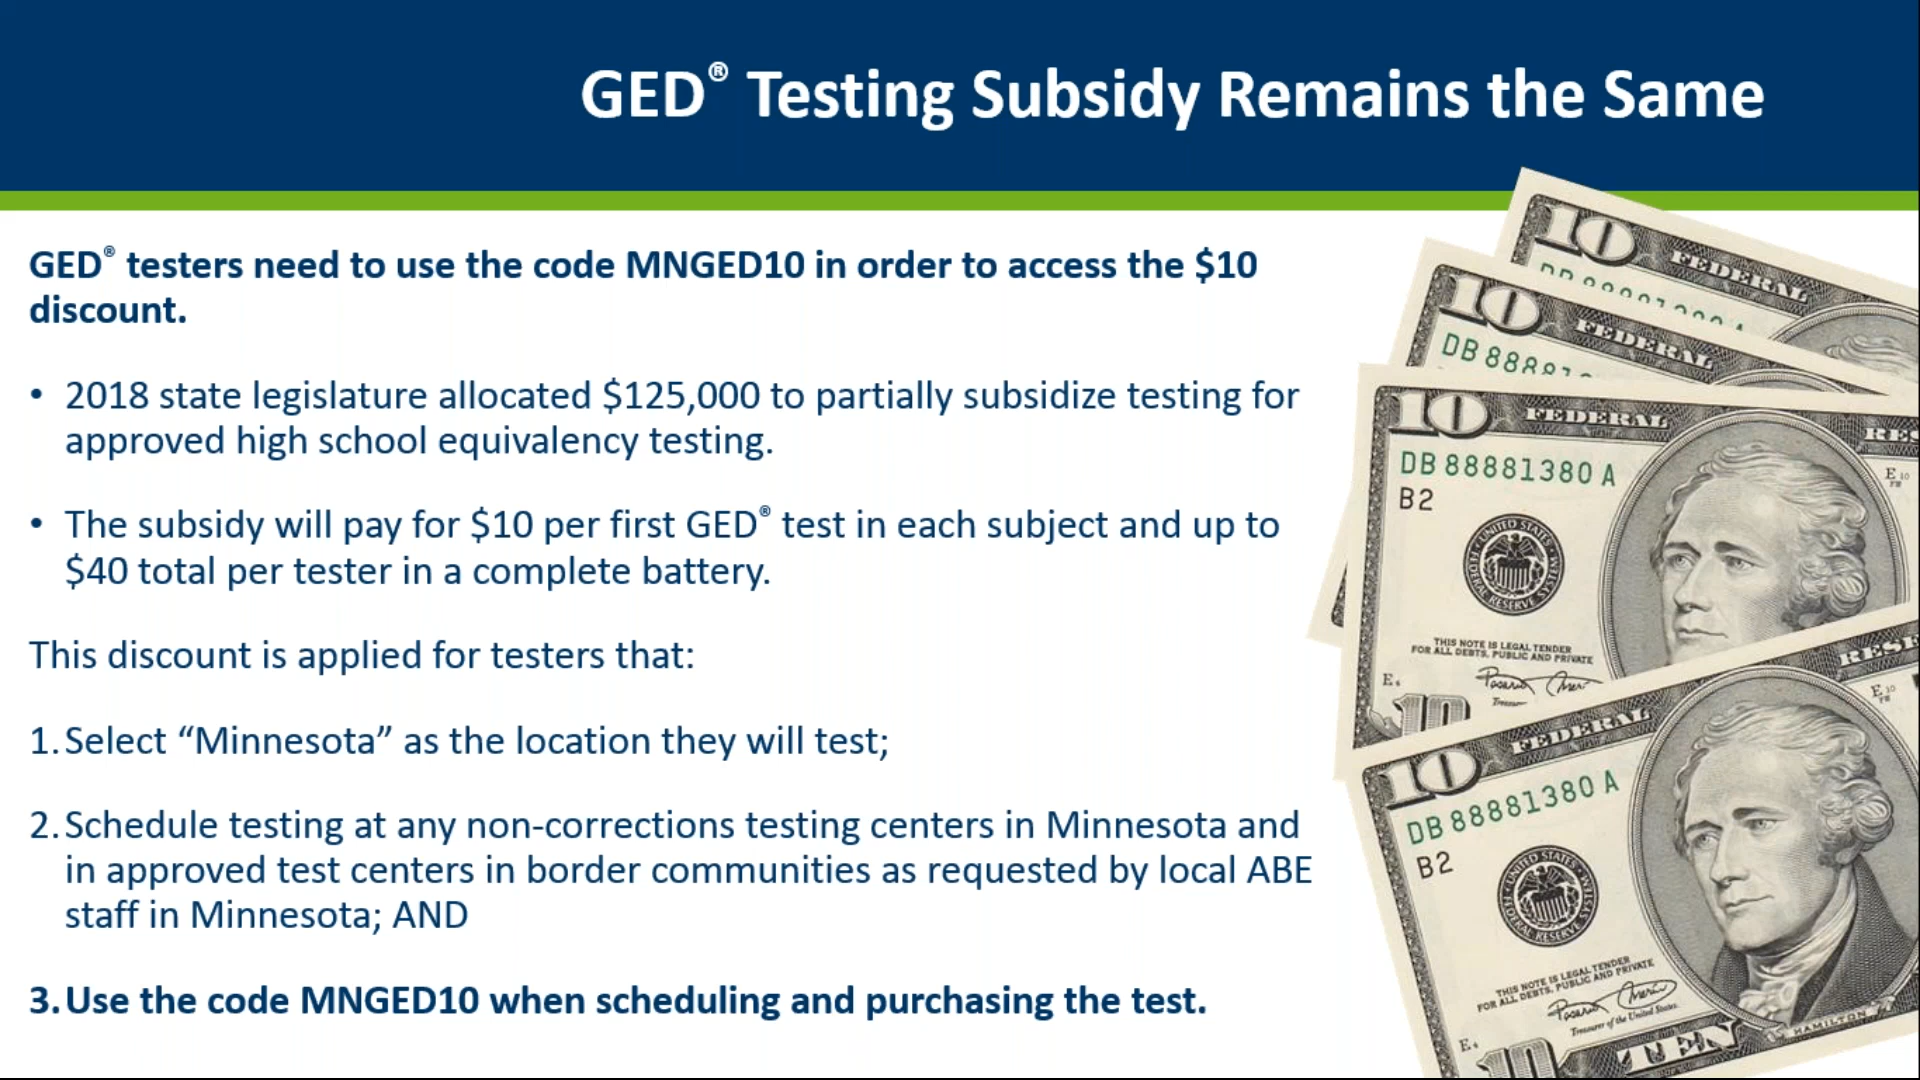 GED® Testing Subsidy Remains the Same
GED® testers need to use the code MNGED10 in order to access the $10
discount.
• 2018 state legislature allocated $125,000 to partially subsidize testing for
approved high school equivalency testing.
• The subsidy will pay for $10 per first GED® test in each subject and up to
$40 total per tester in a complete battery.
This discount is applied for testers that:
1. Select “Minnesota” as the location they will test;
2. Schedule testing at any non-corrections testing centers in Minnesota and
in approved test centers in border communities as requested by local ABE
staff in Minnesota; AND
3. Use the code MNGED10 when scheduling and purchasing the test.
10 FEDERAL
10 FEDERAL
10 FEDERAL
DB 88881380 A
B2
THIS NOTE IS LEGAL TENDER
FOR ALL DEBTS, PUBLIC AND PRIVATE
10
10 FEDERAL
DB 88881380 A
B2
THIS NOTE IS LEGAL TENDER
FOR ALL DEBTS, PUBLIC AND PRIVATE
Treasurer of the United States.
HAMILTON
10 TEN